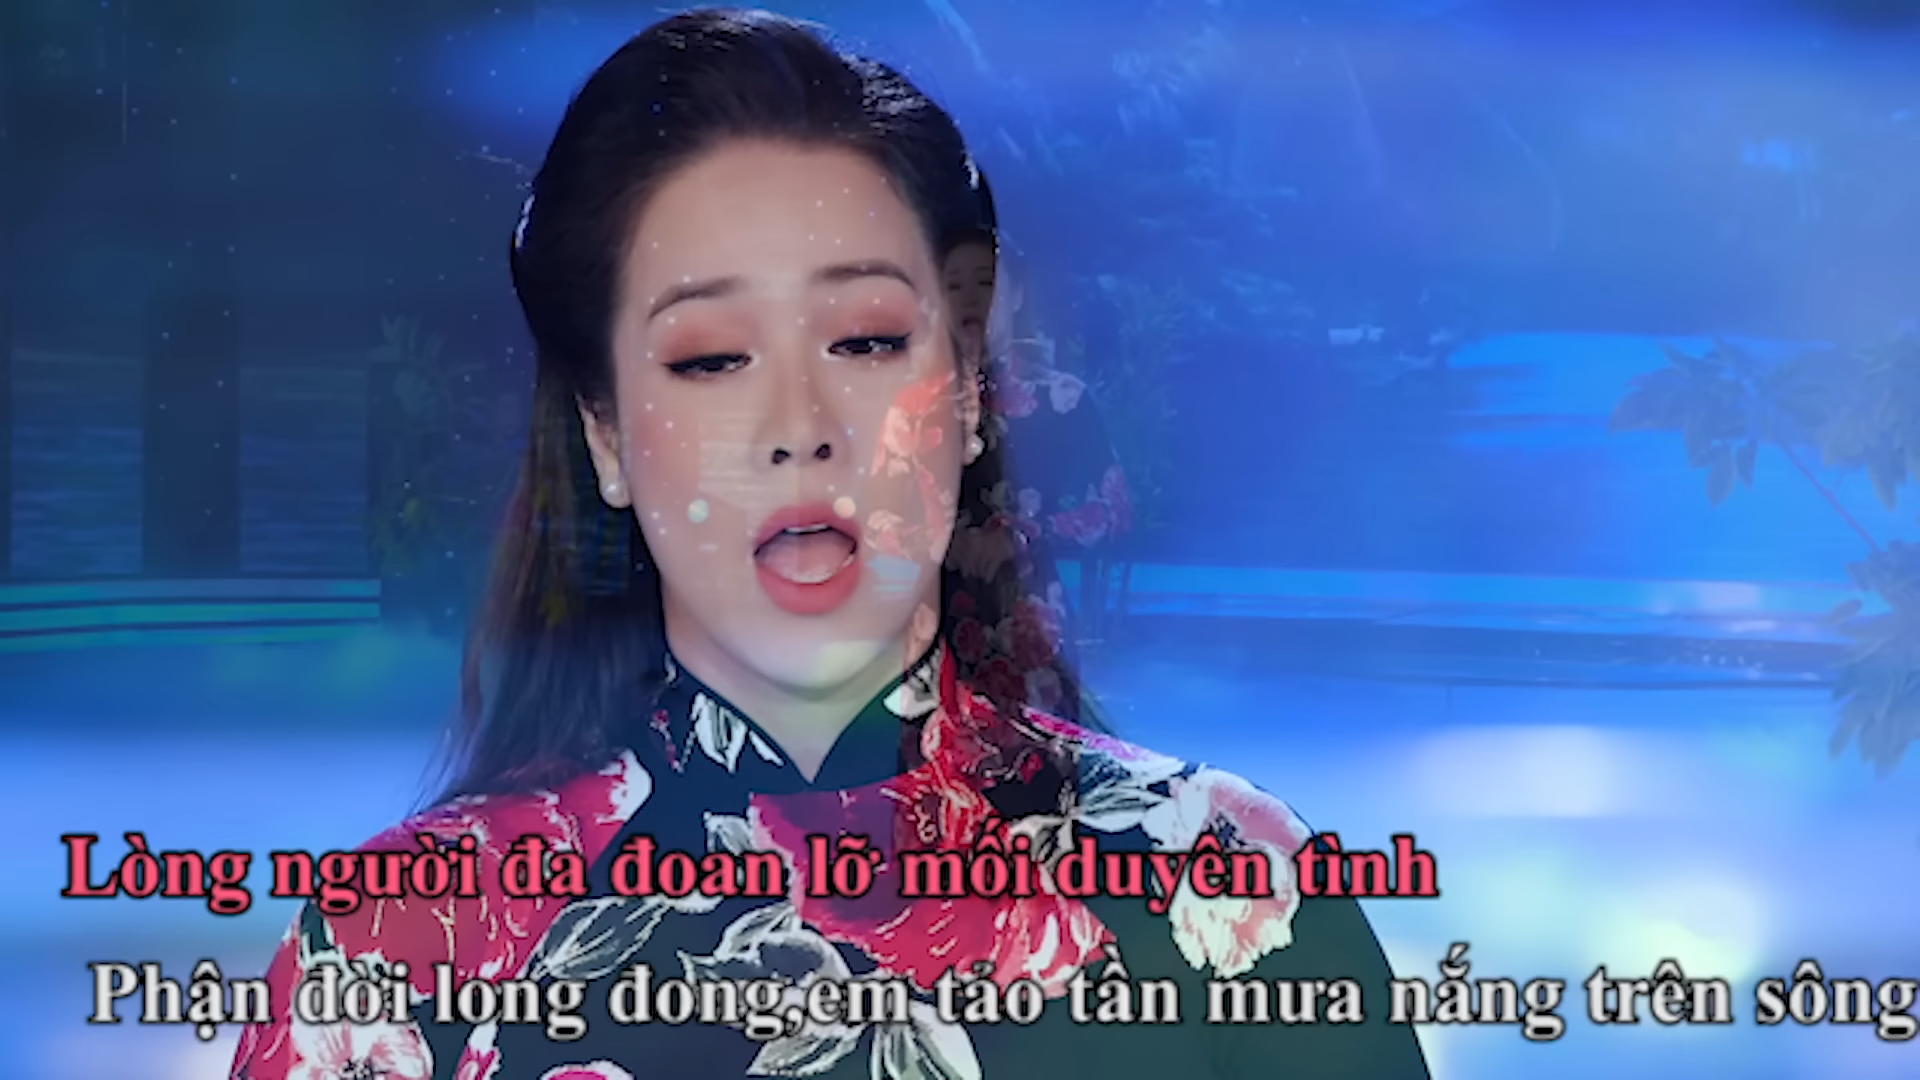 Lòng người đa đoan lỡ mối duyên tình
Phận đời long đong,em tảo tần mưa nắng trên sông